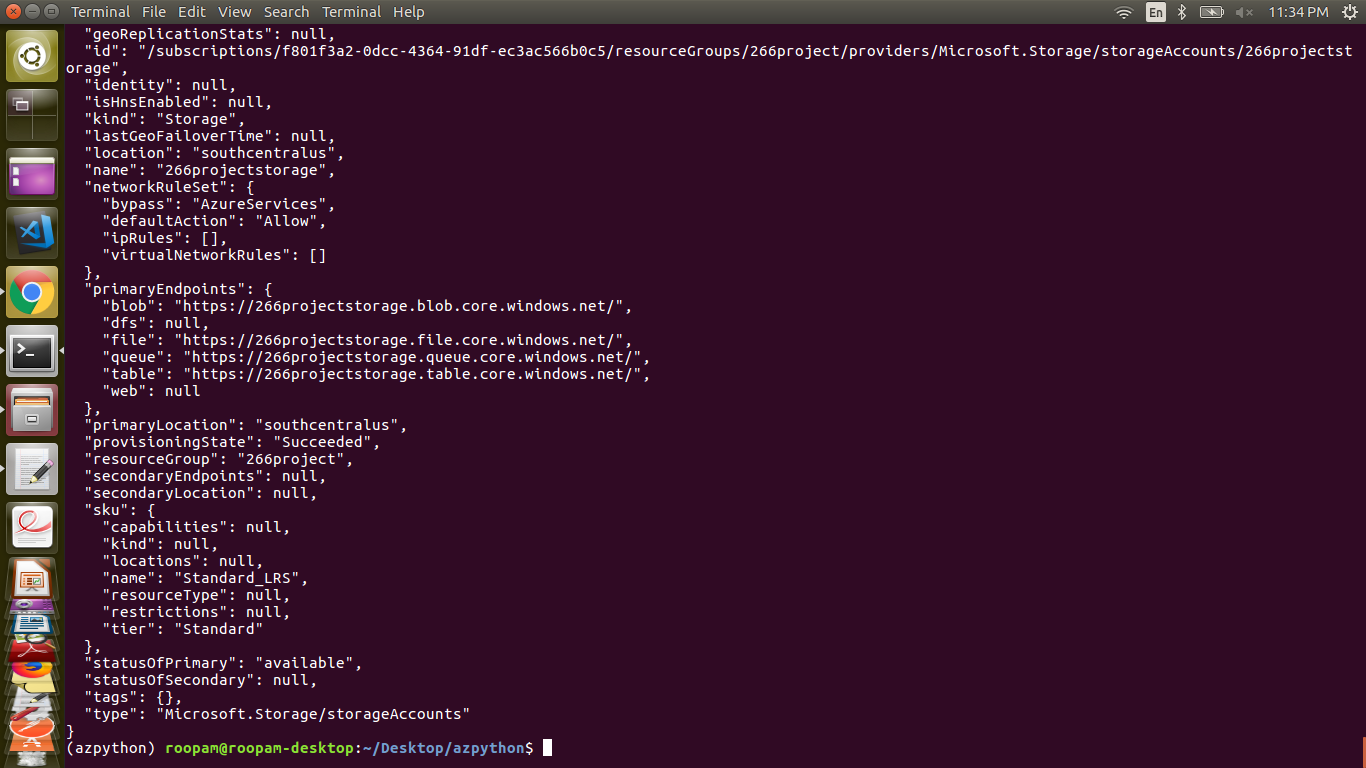 Terminal File Edit View Search Terminal Help En 11:34 PM
"geoReplicationStats": null,
"id": "/subscriptions/f801f3a2-0dcc-4364-91df-ec3ac566b0c5/resourceGroups/266project/providers/Microsoft.Storage/storageAccounts/266projectst
orage",
"identity": null,
"isHnsEnabled": null,
"kind": "Storage",
"lastGeoFailoverTime": null,
"location": "southcentralus",
"name": "266projectstorage",
"networkRuleSet": {
"bypass": "AzureServices",
"defaultAction": "Allow",
"ipRules": [],
"virtualNetworkRules": []
},
"primaryEndpoints": {
"blob": "https://266projectstorage.blob.core.windows.net/",
"dfs": null,
"file": "https://266projectstorage.file.core.windows.net/",
"queue": "https://266projectstorage.queue.core.windows.net/",
"table": "https://266projectstorage.table.core.windows.net/",
"web": null
},
"primaryLocation": "southcentralus",
"provisioningState": "Succeeded",
"resourceGroup": "266project",
"secondaryEndpoints": null,
"secondaryLocation": null,
"sku": {
"capabilities": null,
"kind": null,
"locations": null,
"name": "Standard_LRS",
"resourceType": null,
"restrictions": null,
"tier": "Standard"
},
"statusOfPrimary": "available",
"statusOfSecondary": null,
"tags": {},
"type": "Microsoft.Storage/storageAccounts"
}
(azpython) roopam@roopam-desktop:~/Desktop/azpython$